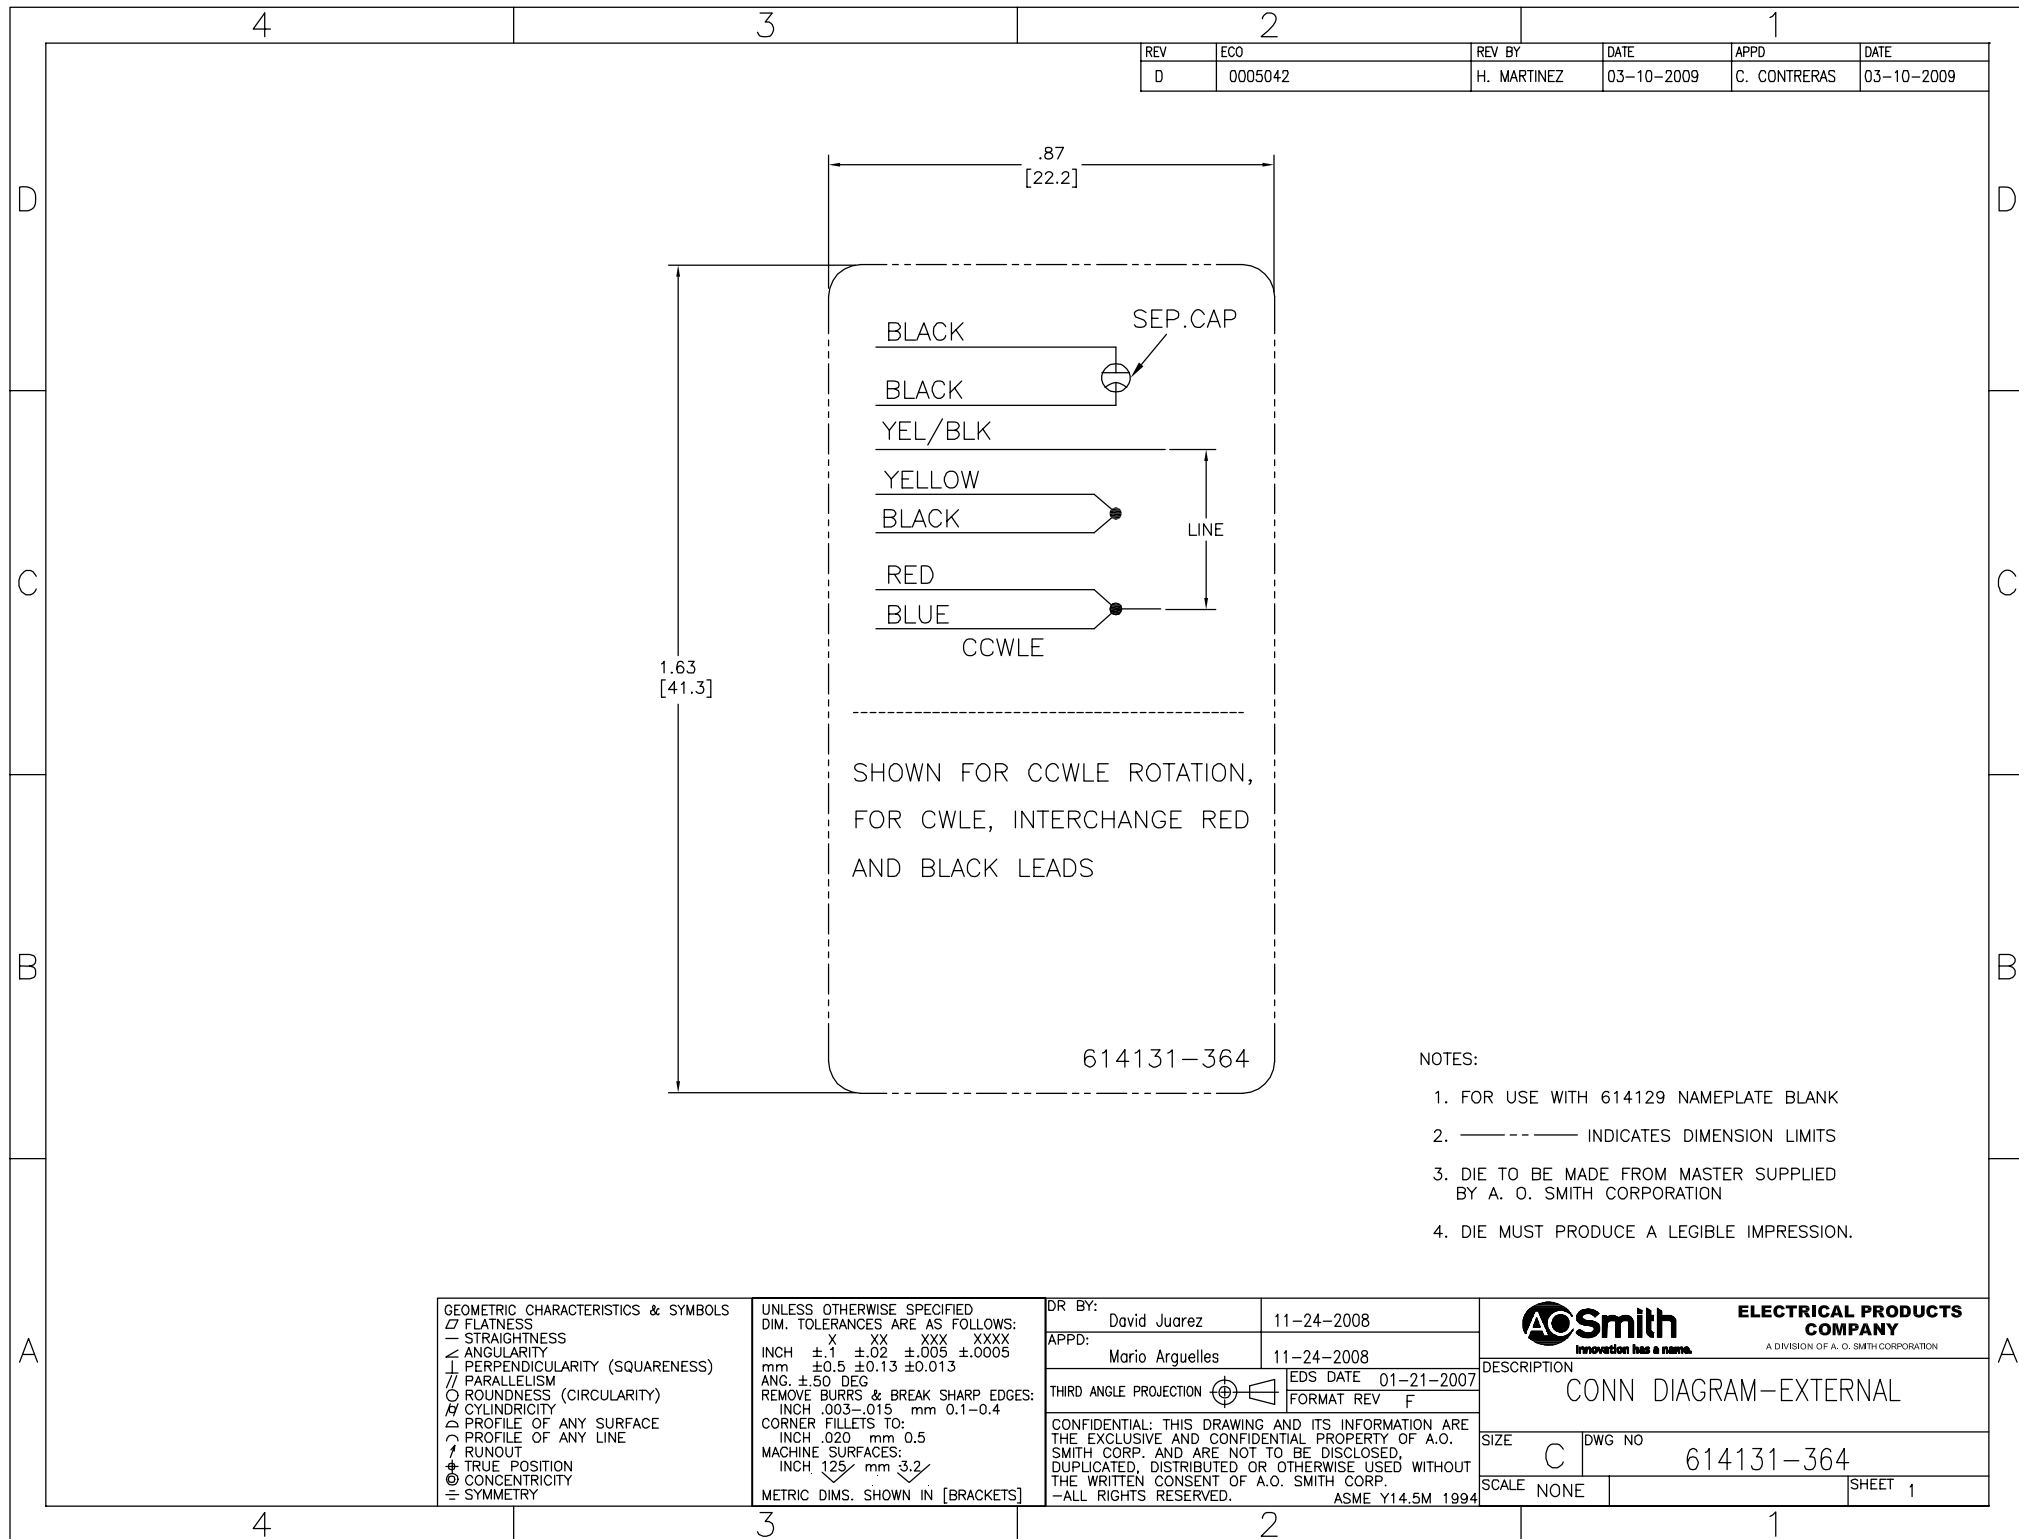 4 3 2 1
REV ECO REV BY DATE APPD DATE
D 0005042 H. MARTINEZ 03-10-2009 C. CONTRERAS 03-10-2009
.87
[22.2]
D D
SEP.CAP
BLACK
BLACK
YEL/BLK
YELLOW
BLACK
LINE
RED
BLUE
CCWLE
C C
1.63
[41.3]
SHOWN FOR CCWLE ROTATION,
FOR CWLE, INTERCHANGE RED
AND BLACK LEADS
B B
614131-364
NOTES:
1. FOR USE WITH 614129 NAMEPLATE BLANK
2. INDICATES DIMENSION LIMITS
3. DIE TO BE MADE FROM MASTER SUPPLIED
BY A. O. SMITH CORPORATION
4. DIE MUST PRODUCE A LEGIBLE IMPRESSION.
A A
GEOMETRIC CHARACTERISTICS & SYMBOLS
FLATNESS
STRAIGHTNESS
ANGULARITY
PERPENDICULARITY (SQUARENESS)
PARALLELISM
ROUNDNESS (CIRCULARITY)
CYLINDRICITY
PROFILE OF ANY SURFACE
PROFILE OF ANY LINE
RUNOUT
TRUE POSITION
CONCENTRICITY
SYMMETRY
UNLESS OTHERWISE SPECIFIED
DIM. TOLERANCES ARE AS FOLLOWS:
X XX XXX XXXX
INCH ±.1 ±.02 ±.005 ±.0005
mm ±0.5 ±0.13 ±0.013
ANG. ±.50 DEG
REMOVE BURRS & BREAK SHARP EDGES:
INCH .003-.015 mm 0.1-0.4
CORNER FILLETS TO:
INCH .020 mm 0.5
MACHINE SURFACES:
INCH 125 mm 3.2
METRIC DIMS. SHOWN IN [BRACKETS]
DR BY:
David Juarez 11-24-2008
APPD:
Mario Arguelles 11-24-2008
THIRD ANGLE PROJECTION
EDS DATE 01-21-2007
FORMAT REV F
CONFIDENTIAL: THIS DRAWING AND ITS INFORMATION ARE
THE EXCLUSIVE AND CONFIDENTIAL PROPERTY OF A.O.
SMITH CORP. AND ARE NOT TO BE DISCLOSED,
DUPLICATED, DISTRIBUTED OR OTHERWISE USED WITHOUT
THE WRITTEN CONSENT OF A.O. SMITH CORP.
-ALL RIGHTS RESERVED. ASME Y14.5M 1994
AO Smith
Innovation has a name.
ELECTRICAL PRODUCTS
COMPANY
A DIVISION OF A. O. SMITH CORPORATION
DESCRIPTION
CONN DIAGRAM-EXTERNAL
SIZE C DWG NO 614131-364
SCALE NONE SHEET 1
4 3 2 1